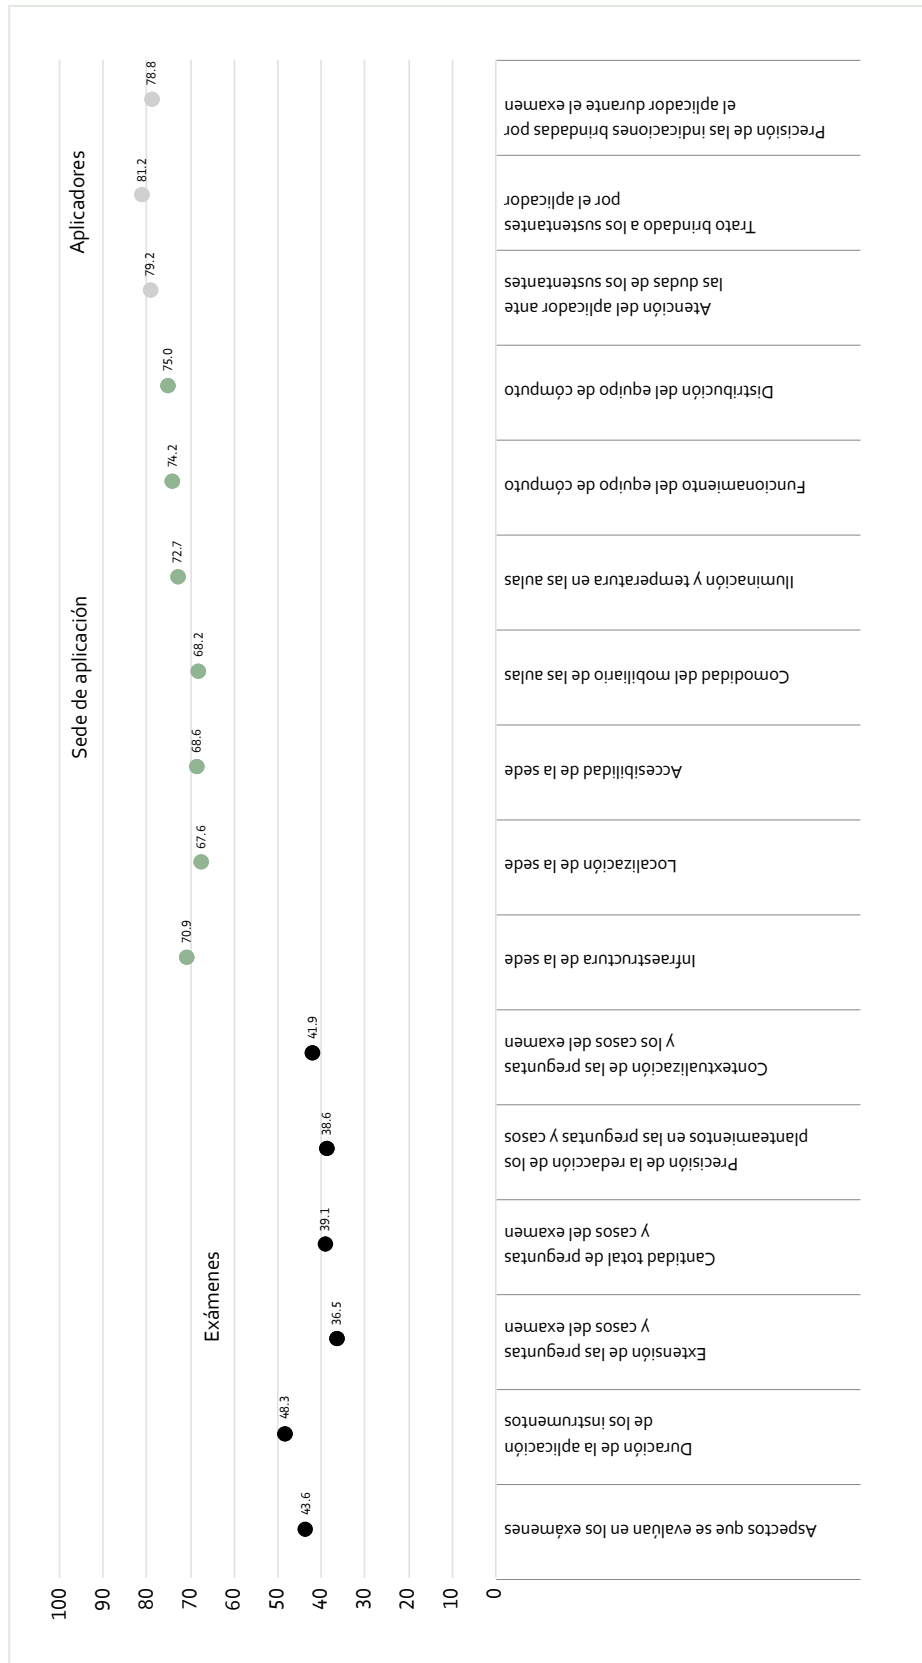 100
90
80
70
60
50
40
30
20
10
0
Exámenes
Sede de aplicación
Aplicadores
43.6
48.3
36.5
39.1
38.6
41.9
70.9
67.6
68.6
68.2
72.7
74.2
75.0
79.2
81.2
78.8
Aspectos que se evalúan en los exámenes
Duración de la aplicación
de los instrumentos
Extensión de las preguntas
y casos del examen
Cantidad total de preguntas
y casos del examen
Precisión de la redacción de los
planteamientos en las preguntas y casos
Contextualización de las preguntas
y los casos del examen
Infraestructura de la sede
Localización de la sede
Accesibilidad de la sede
Comodidad del mobiliario de las aulas
Iluminación y temperatura en las aulas
Funcionamiento del equipo de cómputo
Distribución del equipo de cómputo
Atención del aplicador ante
las dudas de los sustentantes
Trato brindado a los sustentantes
por el aplicador
Precisión de las indicaciones brindadas por
el aplicador durante el examen